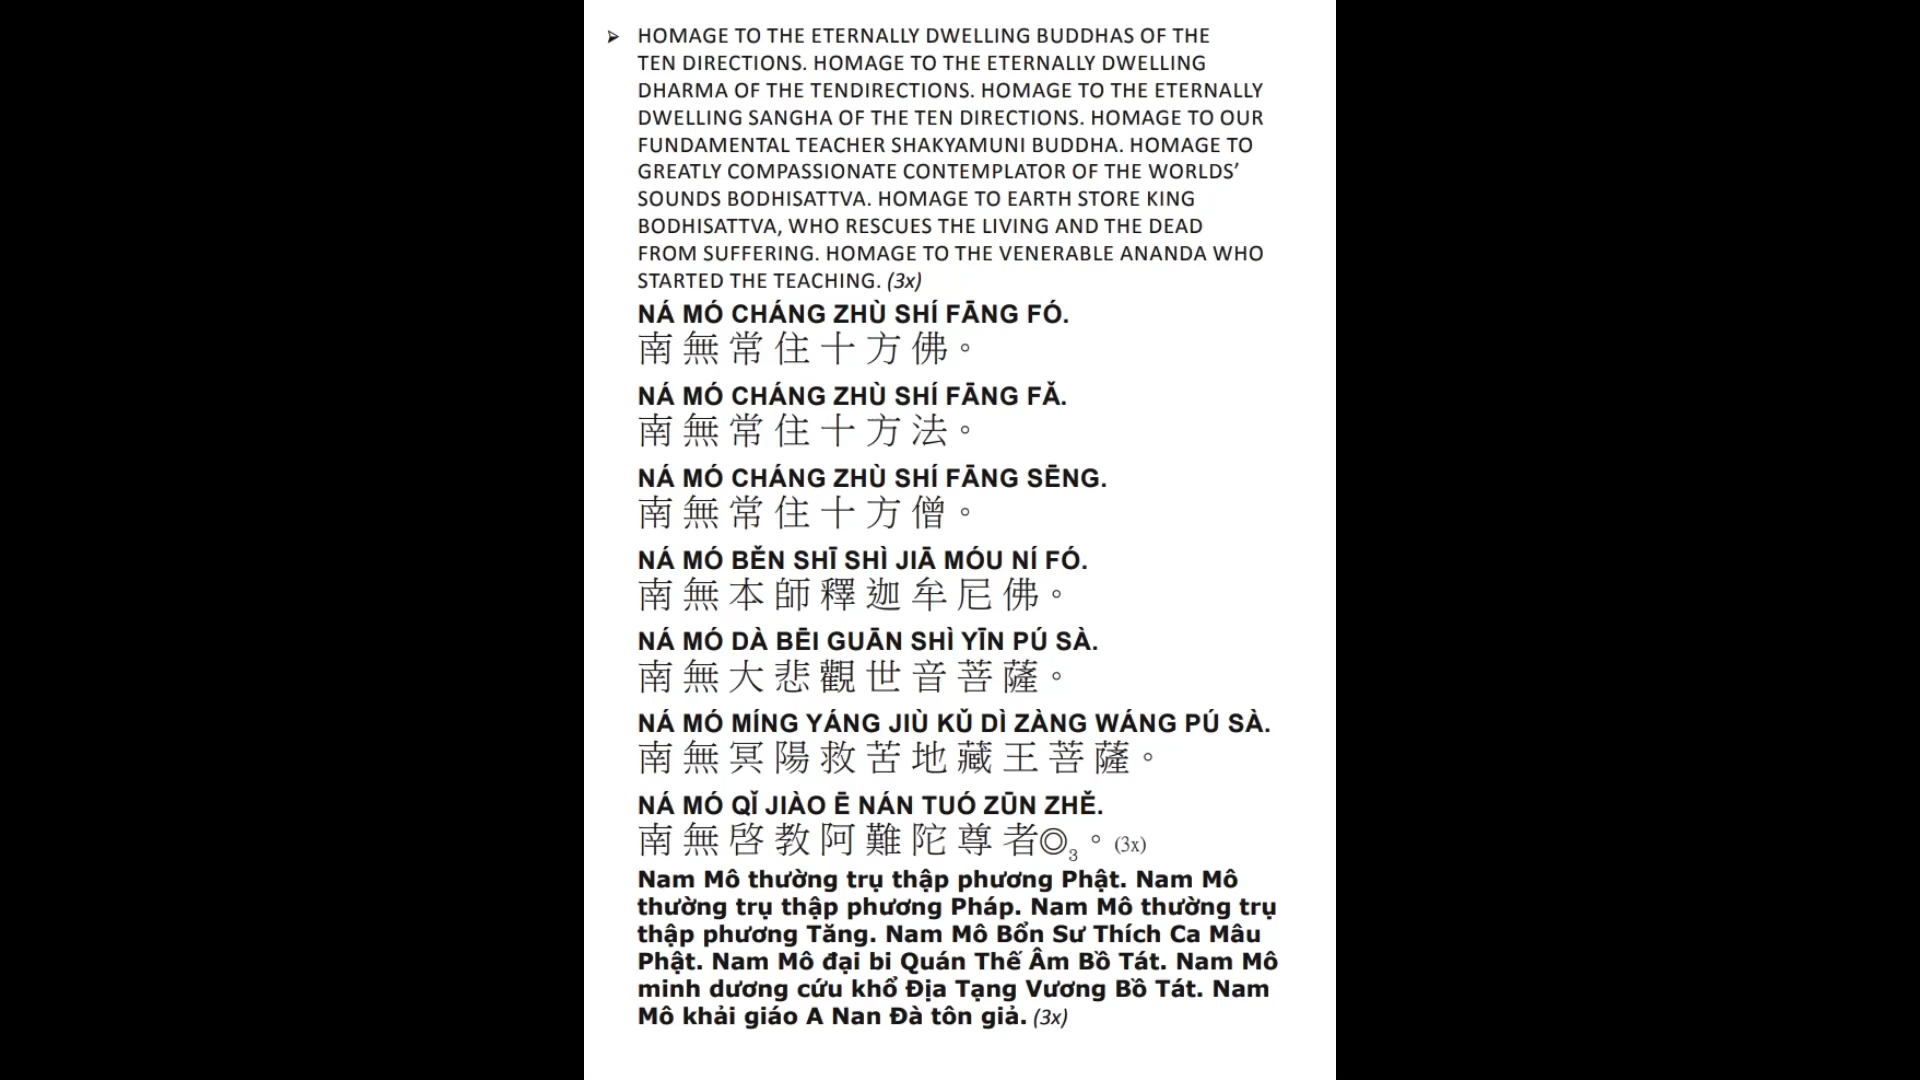 ➢ HOMAGE TO THE ETERNALLY DWELLING BUDDHAS OF THE
TEN DIRECTIONS. HOMAGE TO THE ETERNALLY DWELLING
DHARMA OF THE TENDIRECTIONS. HOMAGE TO THE ETERNALLY
DWELLING SANGHA OF THE TEN DIRECTIONS. HOMAGE TO OUR
FUNDAMENTAL TEACHER SHAKYAMUNI BUDDHA. HOMAGE TO
GREATLY COMPASSIONATE CONTEMPLATOR OF THE WORLDS’
SOUNDS BODHISATTVA. HOMAGE TO EARTH STORE KING
BODHISATTVA, WHO RESCUES THE LIVING AND THE DEAD
FROM SUFFERING. HOMAGE TO THE VENERABLE ANANDA WHO
STARTED THE TEACHING. (3x)
NÁ MÓ CHÁNG ZHÙ SHÍ FĀNG FÓ.
南無常住十方佛。
NÁ MÓ CHÁNG ZHÙ SHÍ FĀNG FǍ.
南無常住十方法。
NÁ MÓ CHÁNG ZHÙ SHÍ FĀNG SĒNG.
南無常住十方僧。
NÁ MÓ BĚN SHĪ SHÌ JIĀ MÓU NÍ FÓ.
南無本師釋迦牟尼佛。
NÁ MÓ DÀ BĒI GUĀN SHÌ YĪN PÚ SÀ.
南無大悲觀世音菩薩。
NÁ MÓ MÍNG YÁNG JIÙ KǓ DÌ ZÀNG WÁNG PÚ SÀ.
南無冥陽救苦地藏王菩薩。
NÁ MÓ QǏ JIÀO Ē NÁN TUÓ ZŪN ZHĚ.
南無啓教阿難陀尊者◎3。(3x)
Nam Mô thường trụ thập phương Phật. Nam Mô
thường trụ thập phương Pháp. Nam Mô thường trụ
thập phương Tăng. Nam Mô Bổn Sư Thích Ca Mâu
Phật. Nam Mô đại bi Quán Thế Âm Bồ Tát. Nam Mô
minh dương cứu khổ Địa Tạng Vương Bồ Tát. Nam
Mô khải giáo A Nan Đà tôn giả. (3x)